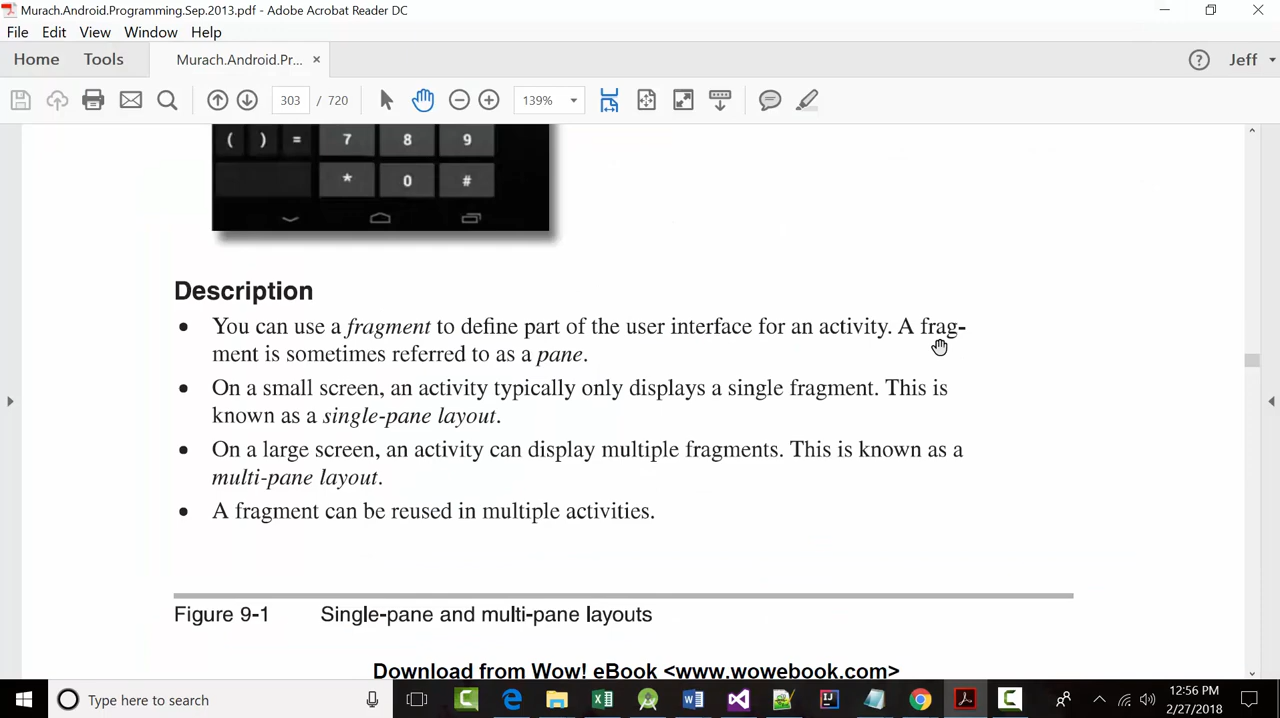 Murach.Android.Programming.Sep.2013.pdf - Adobe Acrobat Reader DC
File Edit View Window Help
Home Tools Murach.Android.Pr... × Jeff
303 / 720 139%
( ) = 7 8 9
* 0 #
Description
• You can use a fragment to define part of the user interface for an activity. A frag-
ment is sometimes referred to as a pane.
• On a small screen, an activity typically only displays a single fragment. This is
known as a single-pane layout.
• On a large screen, an activity can display multiple fragments. This is known as a
multi-pane layout.
• A fragment can be reused in multiple activities.
Figure 9-1 Single-pane and multi-pane layouts
Download from Wow! eBook <www.wowebook.com>
Type here to search
12:56 PM
2/27/2018